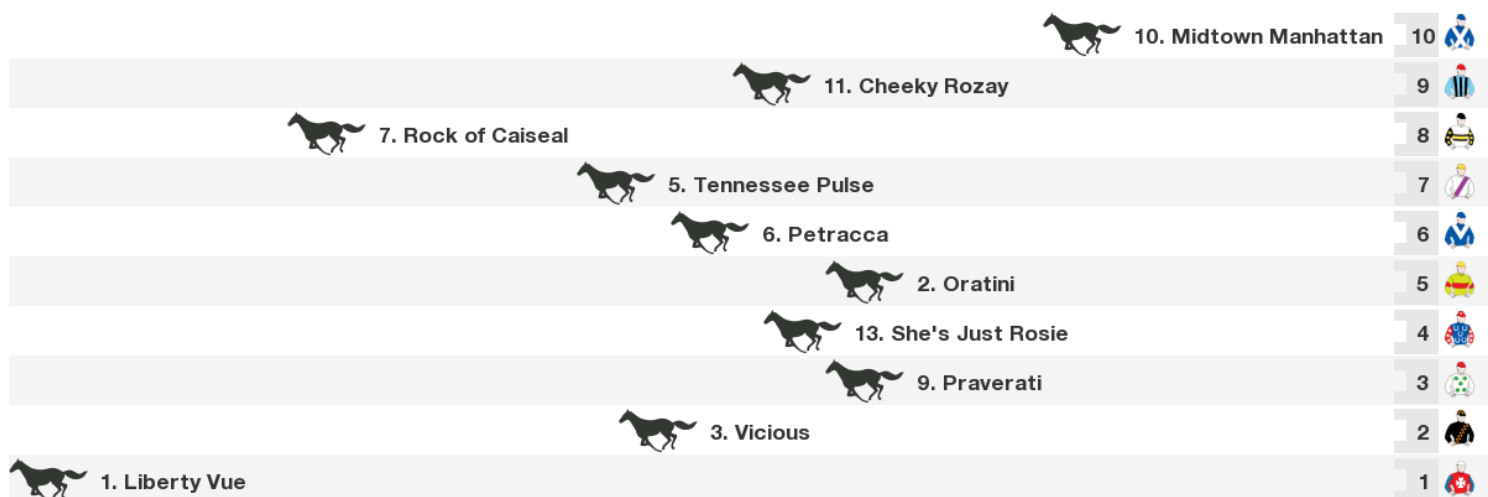 10. Midtown Manhattan 10
11. Cheeky Rozay 9
7. Rock of Caiseal 8
5. Tennessee Pulse 7
6. Petracca 6
2. Oratini 5
13. She's Just Rosie 4
9. Praverati 3
3. Vicious 2
1. Liberty Vue 1